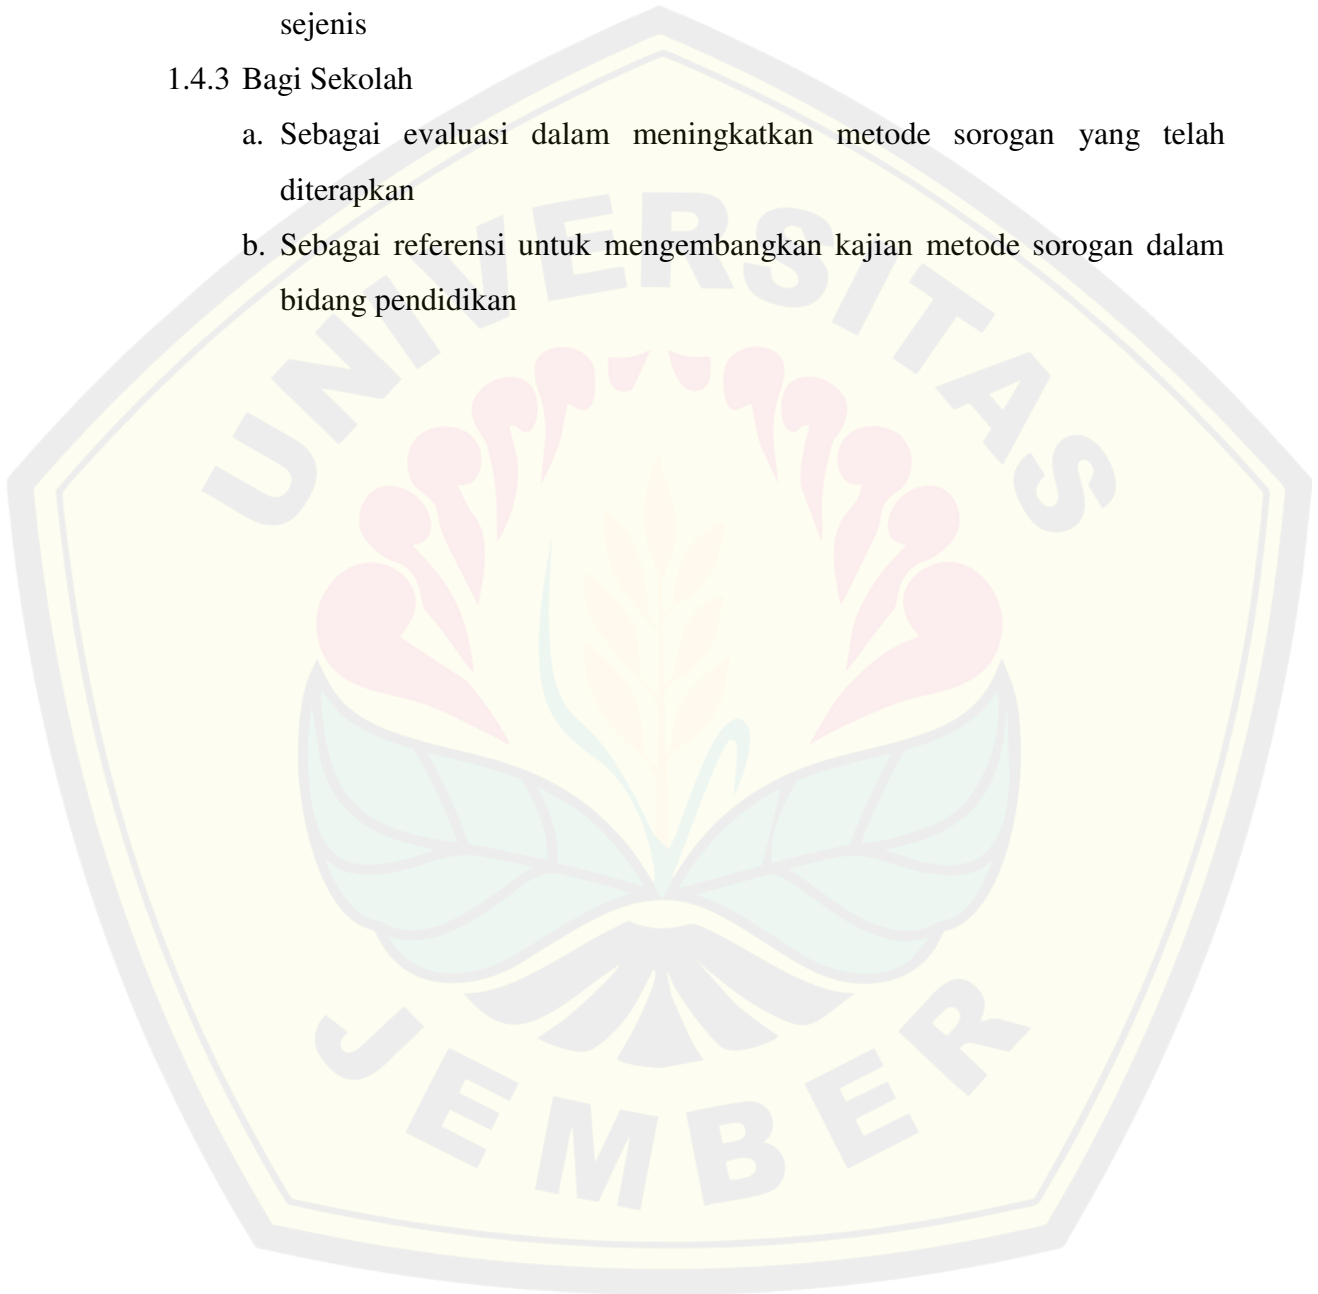 sejenis
1.4.3 Bagi Sekolah
a. Sebagai evaluasi dalam meningkatkan metode sorogan yang telah
diterapkan
b. Sebagai referensi untuk mengembangkan kajian metode sorogan dalam
bidang pendidikan
UNIVERSITAS
JEMBER